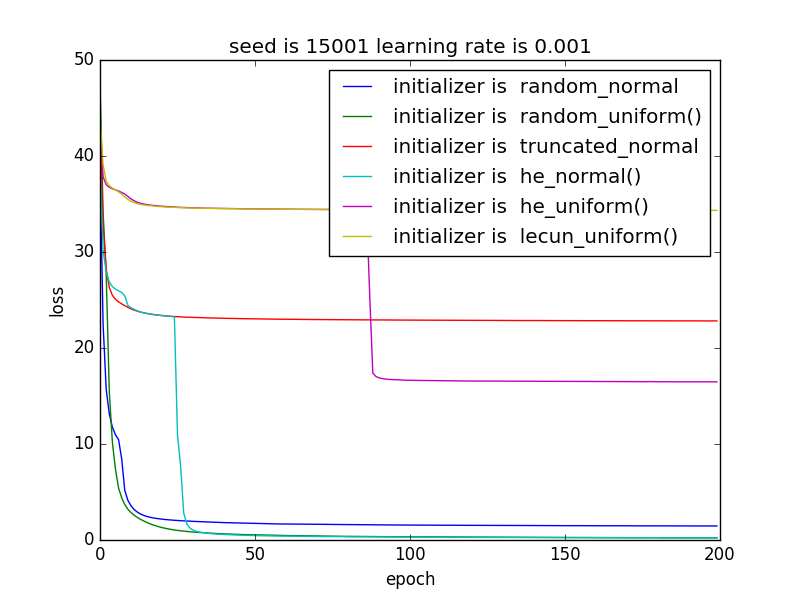 seed is 15001 learning rate is 0.001
50
40
30
20
10
0
loss
initializer is  random_normal
initializer is  random_uniform()
initializer is  truncated_normal
initializer is  he_normal()
initializer is  he_uniform()
initializer is  lecun_uniform()
0 50 100 150 200
epoch